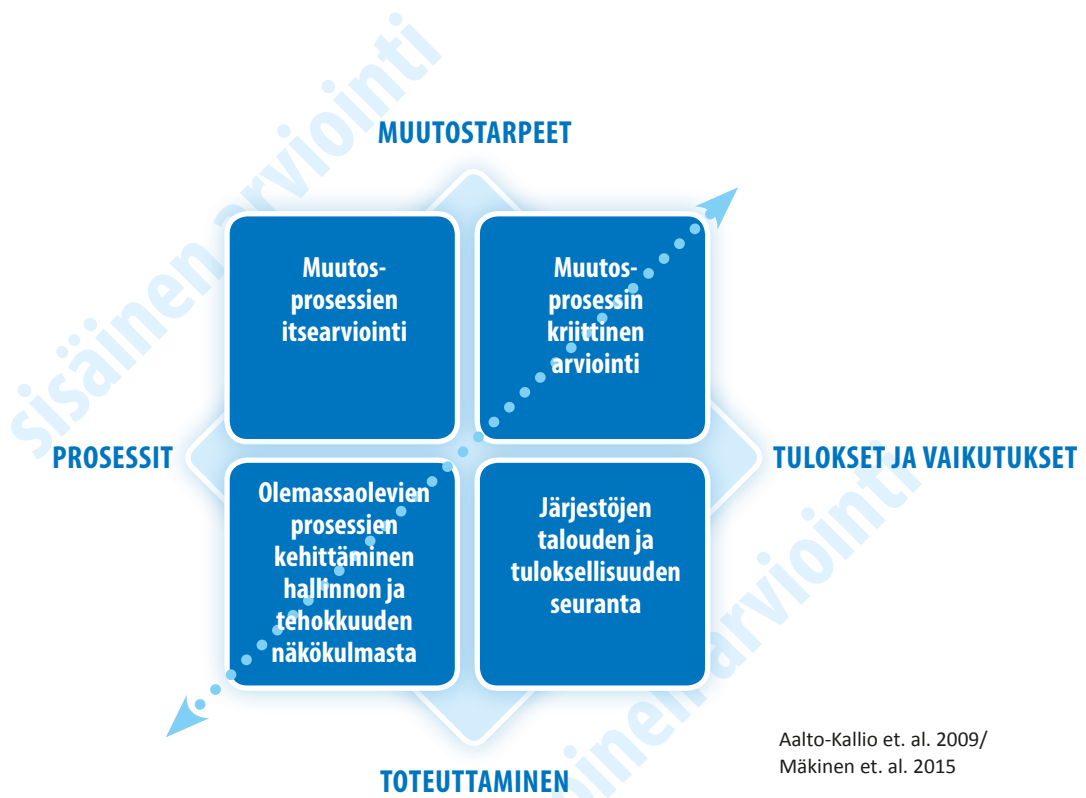 sisäinen arviointi
MUUTOSTARPEET
Muutos-
prosessien
itsearviointi
Muutos-
prosessin
kriittinen
arviointi
PROSESSIT
TULOKSET JA VAIKUTUKSET
Olemassaolevien
prosessien
kehittäminen
hallinnon ja
tehokkuuden
näkökulmasta
Järjestöjen
talouden ja
tuloksellisuuden
seuranta
arviointi
TOTEUTTAMINEN
Aalto-Kallio et. al. 2009/
Mäkinen et. al. 2015